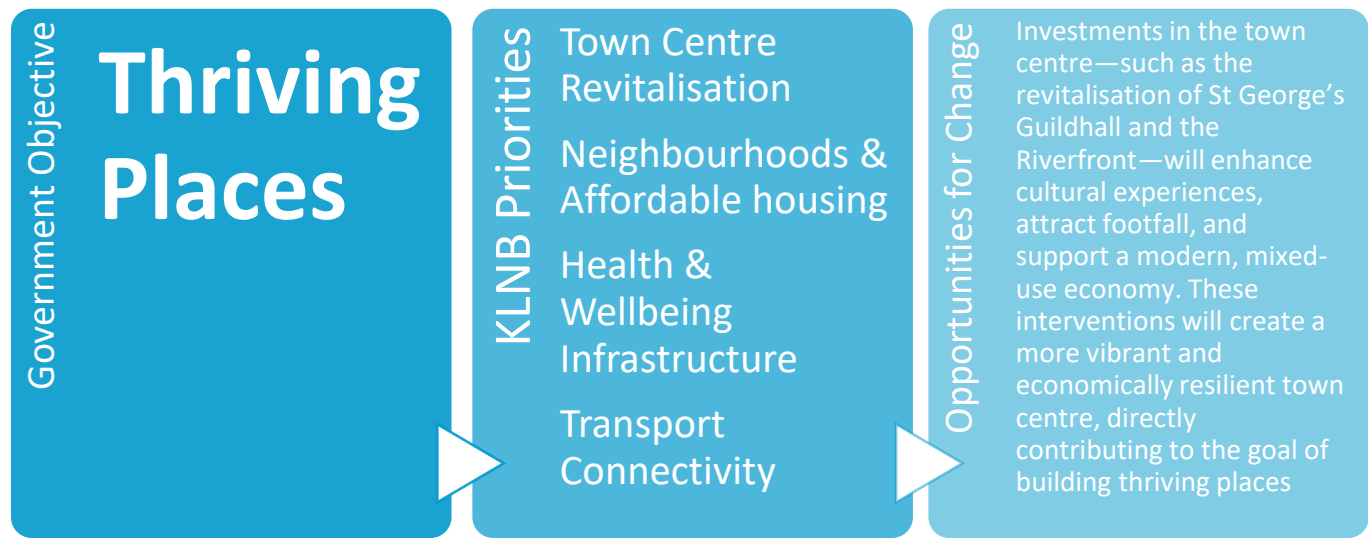 Government Objective
Thriving
Places
KLNB Priorities
Town Centre
Revitalisation
Neighbourhoods &
Affordable housing
Health &
Wellbeing
Infrastructure
Transport
Connectivity
Opportunities for Change
Investments in the town
centre—such as the
revitalisation of St George’s
Guildhall and the
Riverfront—will enhance
cultural experiences,
attract footfall, and
support a modern, mixed-
use economy. These
interventions will create a
more vibrant and
economically resilient town
centre, directly
contributing to the goal of
building thriving places